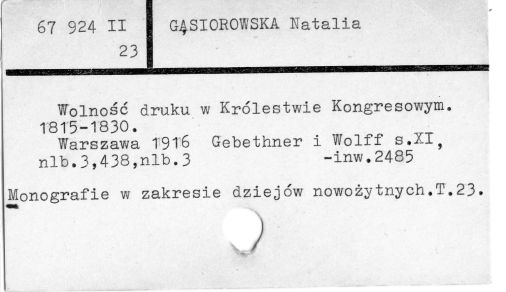 67 924 II GĄSIOROWSKA Natalia
23
Wolność druku w Królestwie Kongresowym.
1815-1830.
Warszawa 1916 Gebethner i Wolff s.XI,
nlb.3,438,nlb.3 -inw.2485
Monografie w zakresie dziejów nowożytnych.T.23.